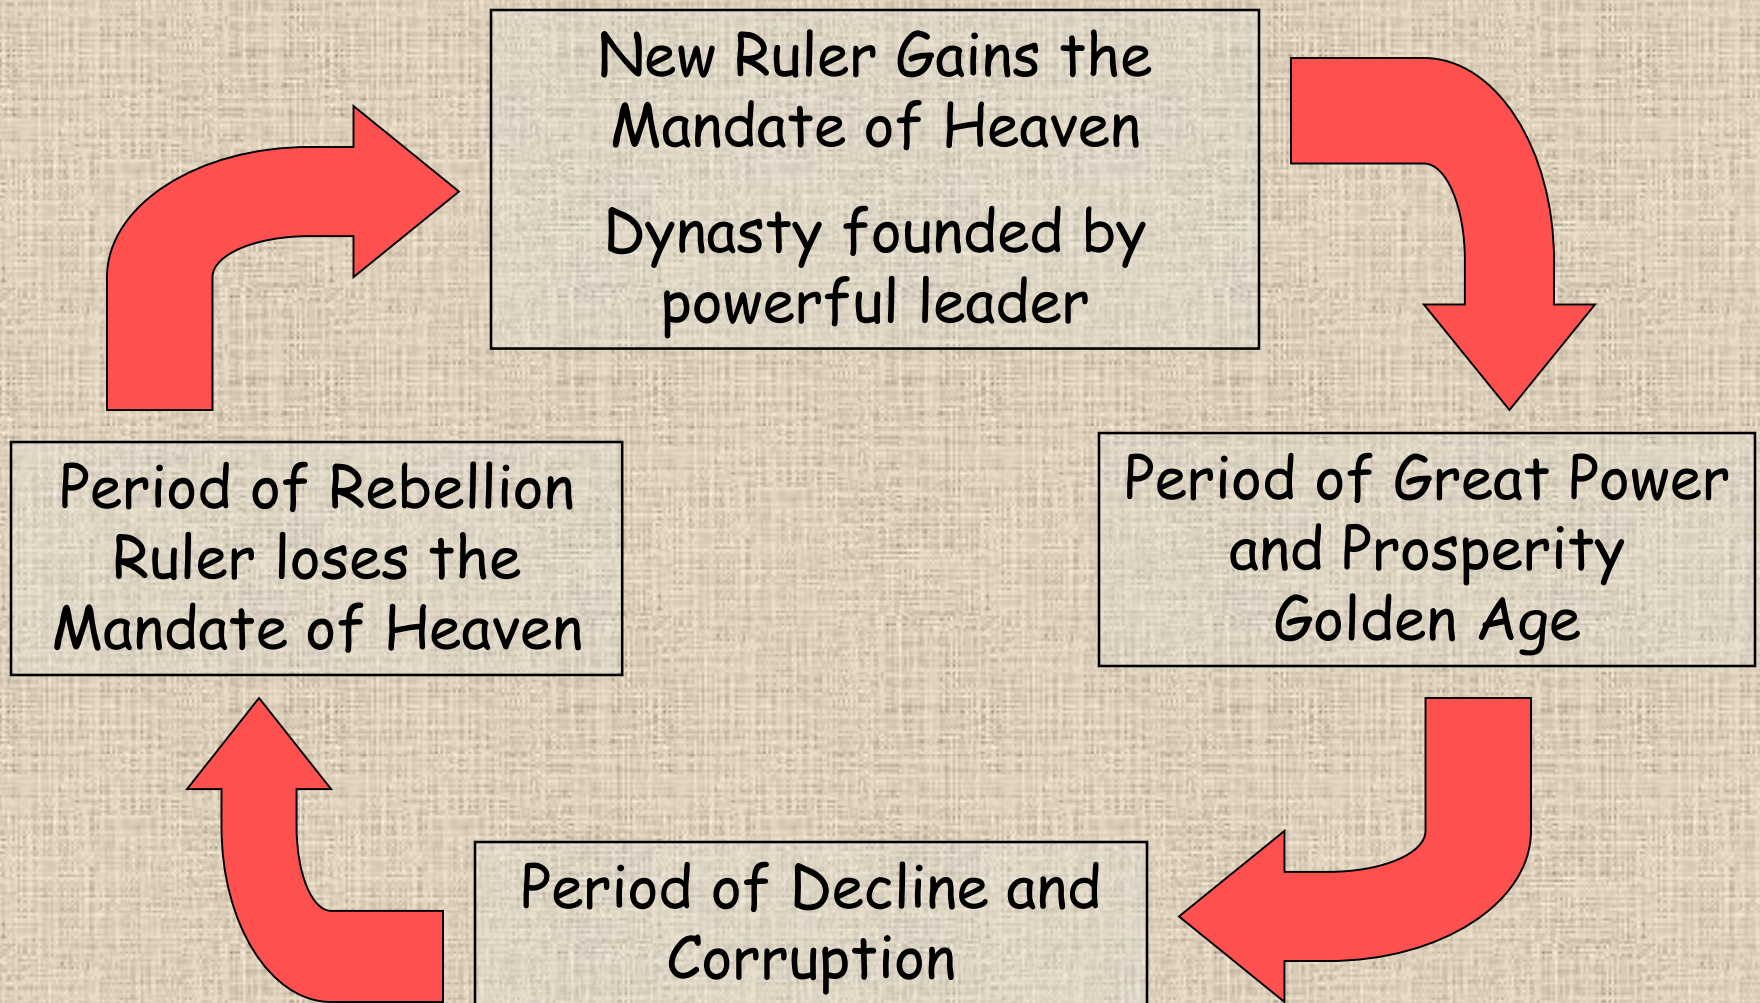 New Ruler Gains the
Mandate of Heaven
Dynasty founded by
powerful leader
Period of Great Power
and Prosperity
Golden Age
Period of Decline and
Corruption
Period of Rebellion
Ruler loses the
Mandate of Heaven